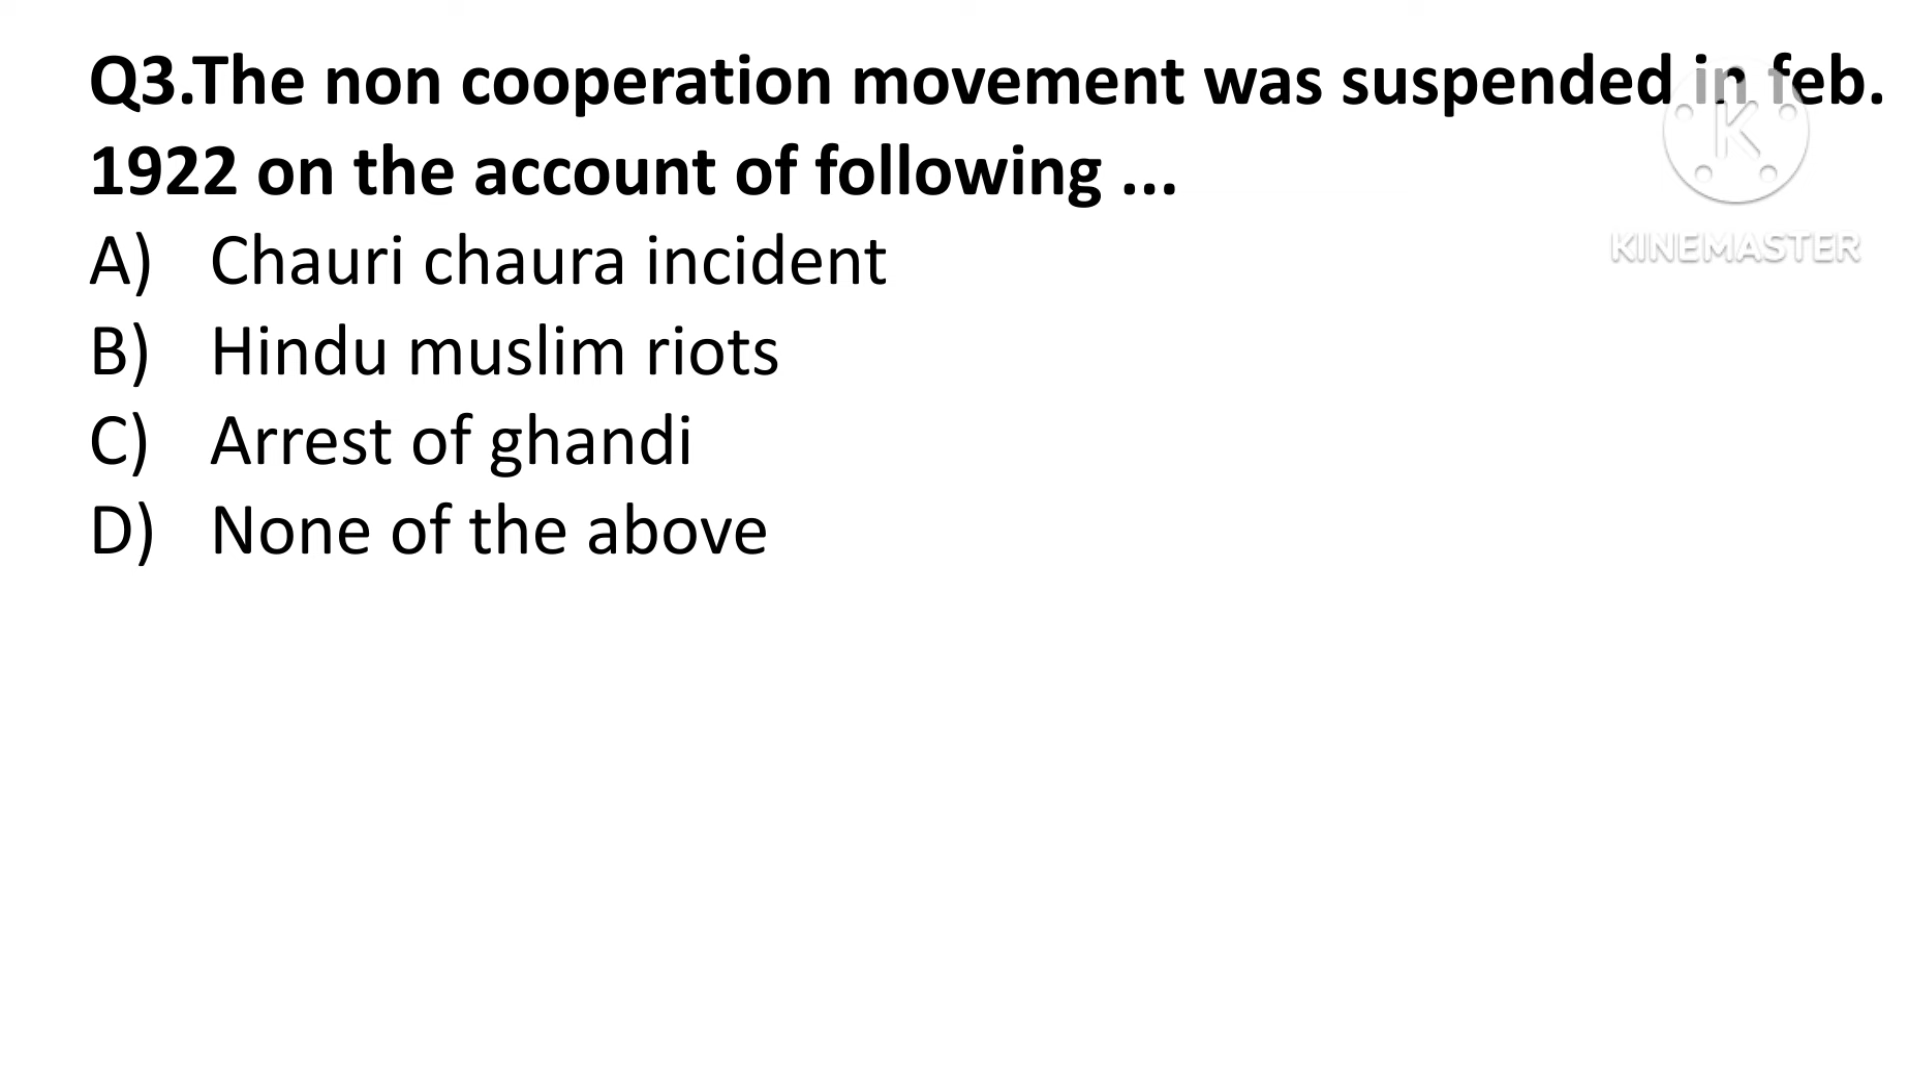 Q3.The non cooperation movement was suspended in feb.
1922 on the account of following ...
A) Chauri chaura incident
B) Hindu muslim riots
C) Arrest of ghandi
D) None of the above
K
KINEMASTER